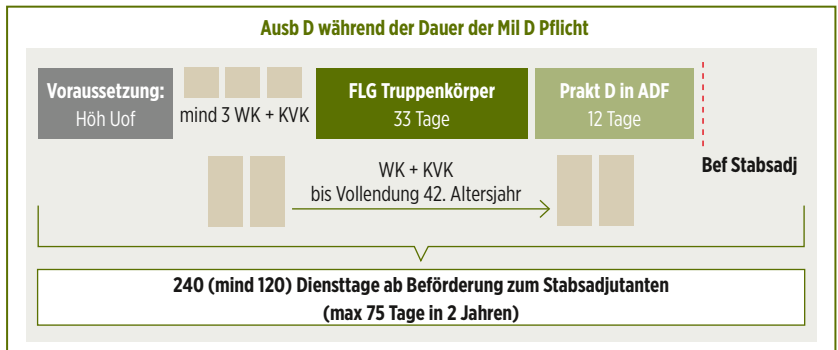 Ausb D während der Dauer der Mil D Pflicht
Voraussetzung:
Höh Uof
mind 3 WK + KVK
FLG Truppenkörper
33 Tage
Prakt D in ADF
12 Tage
Bef Stabsadj
WK + KVK
bis Vollendung 42. Altersjahr
240 (mind 120) Diensttage ab Beförderung zum Stabsadjutanten
(max 75 Tage in 2 Jahren)